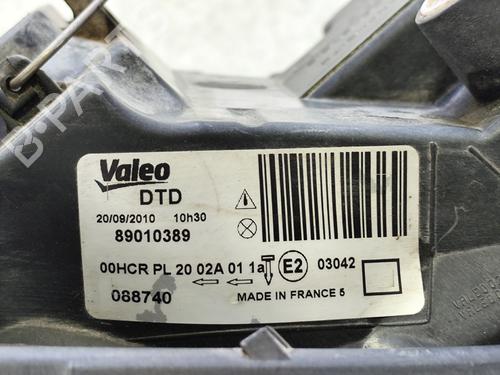 Valeo
DTD
20/09/2010 10h30
89010389
00HCR PL 20 02A 01 1a E2 03042
088740
MADE IN FRANCE 5